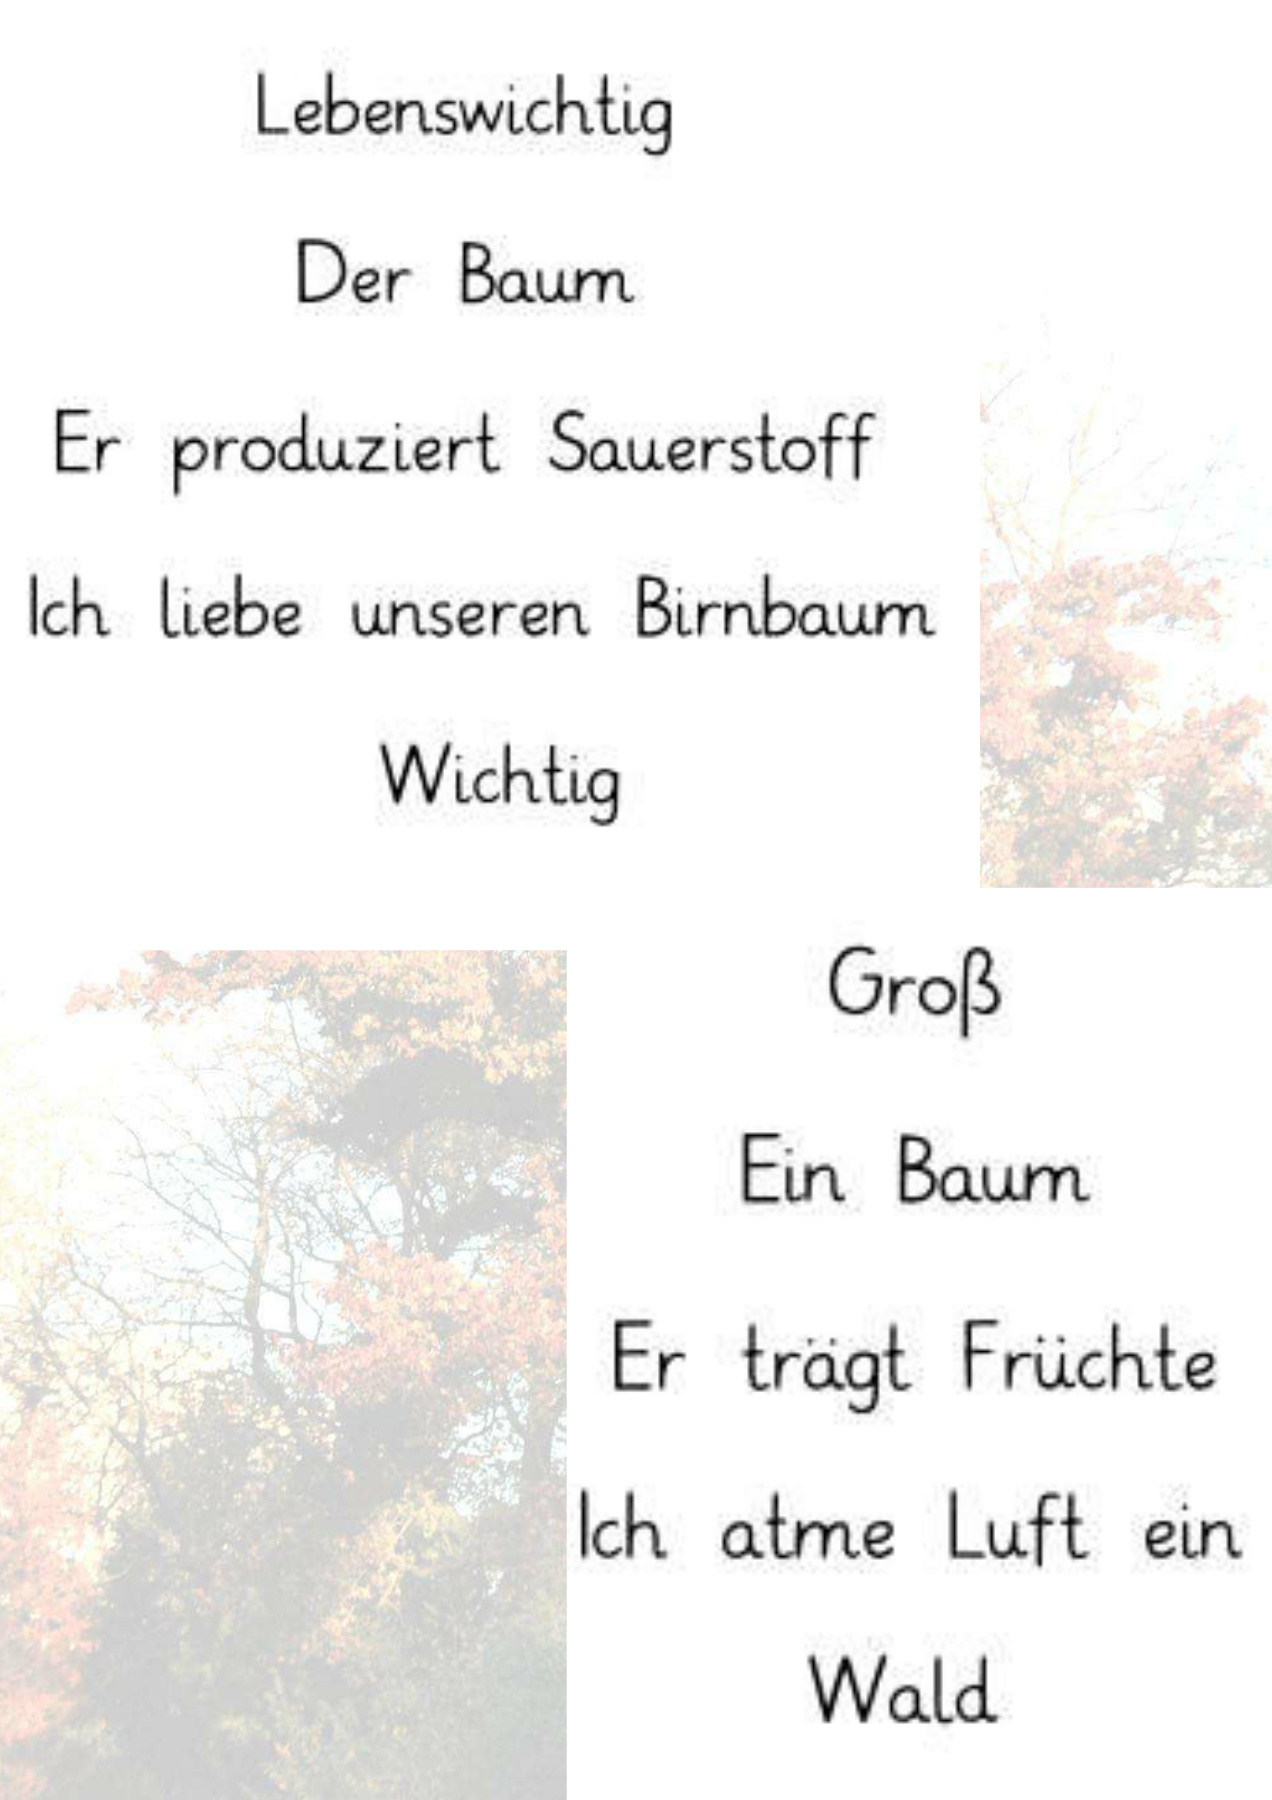 Lebenswichtig
Der Baum
Er produziert Sauerstoff
Ich liebe unseren Birnbaum
Wichtig
Groß
Ein Baum
Er trägt Früchte
Ich atme Luft ein
Wald